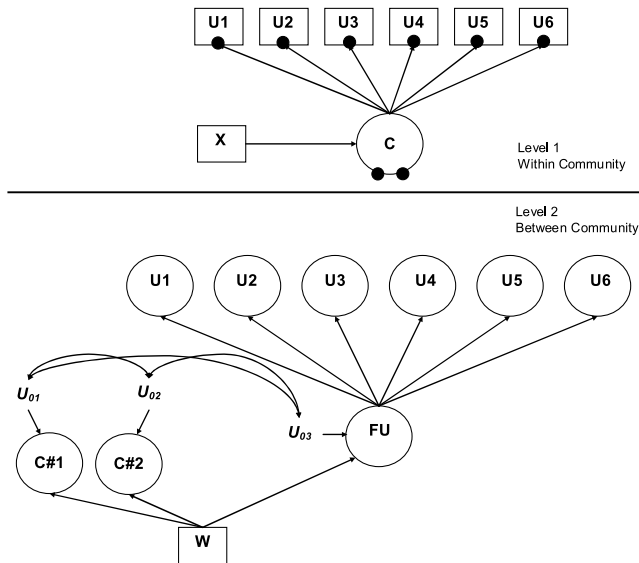 U1 U2 U3 U4 U5 U6
X
C
Level 1
Within Community
Level 2
Between Community
U1 U2 U3 U4 U5 U6
U01 U02
U03 FU
C#1 C#2
W